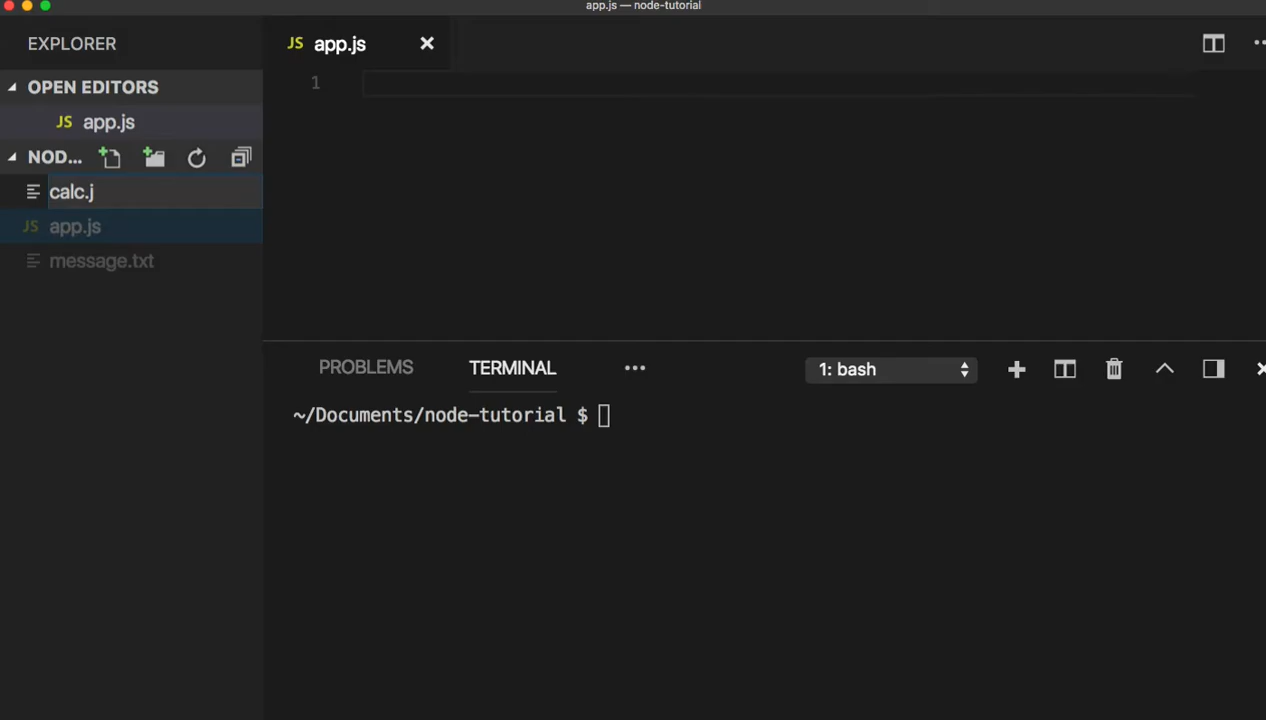 app.js — node-tutorial
EXPLORER
OPEN EDITORS
JS app.js
NOD...
calc.j
JS app.js
message.txt
JS app.js
1
PROBLEMS TERMINAL ••• 1: bash
~/Documents/node-tutorial $